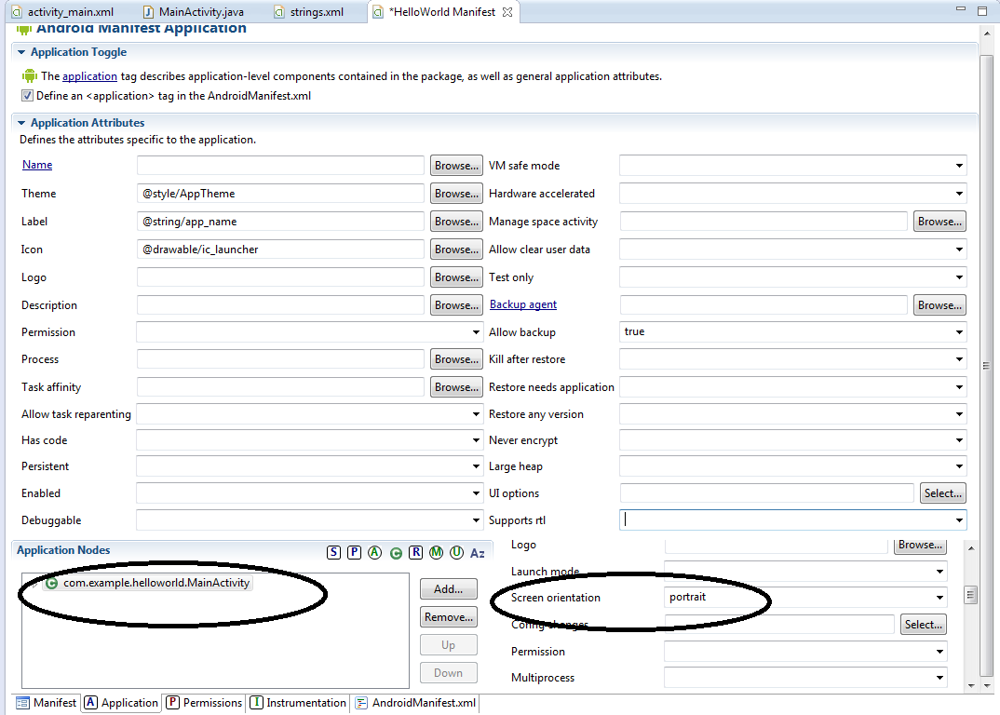 activity_main.xml MainActivity.java strings.xml *HelloWorld Manifest
Android Manifest Application
Application Toggle
The application tag describes application-level components contained in the package, as well as general application attributes.
Define an <application> tag in the AndroidManifest.xml
Application Attributes
Defines the attributes specific to the application.
Name Browse... VM safe mode
Theme @style/AppTheme Browse... Hardware accelerated
Label @string/app_name Browse... Manage space activity Browse...
Icon @drawable/ic_launcher Browse... Allow clear user data
Logo Browse... Test only
Description Browse... Backup agent Browse...
Permission Allow backup true
Process Browse... Kill after restore
Task affinity Browse... Restore needs application
Allow task reparenting Restore any version
Has code Never encrypt
Persistent Large heap
Enabled UI options Select...
Debuggable Supports rtl
Application Nodes S P A C R M U Az
Logo Browse...
Launch mode
C com.example.helloworld.MainActivity Add... Screen orientation portrait
Remove... Config changes Select...
Up Permission
Down Multiprocess
Manifest A Application P Permissions I Instrumentation AndroidManifest.xml